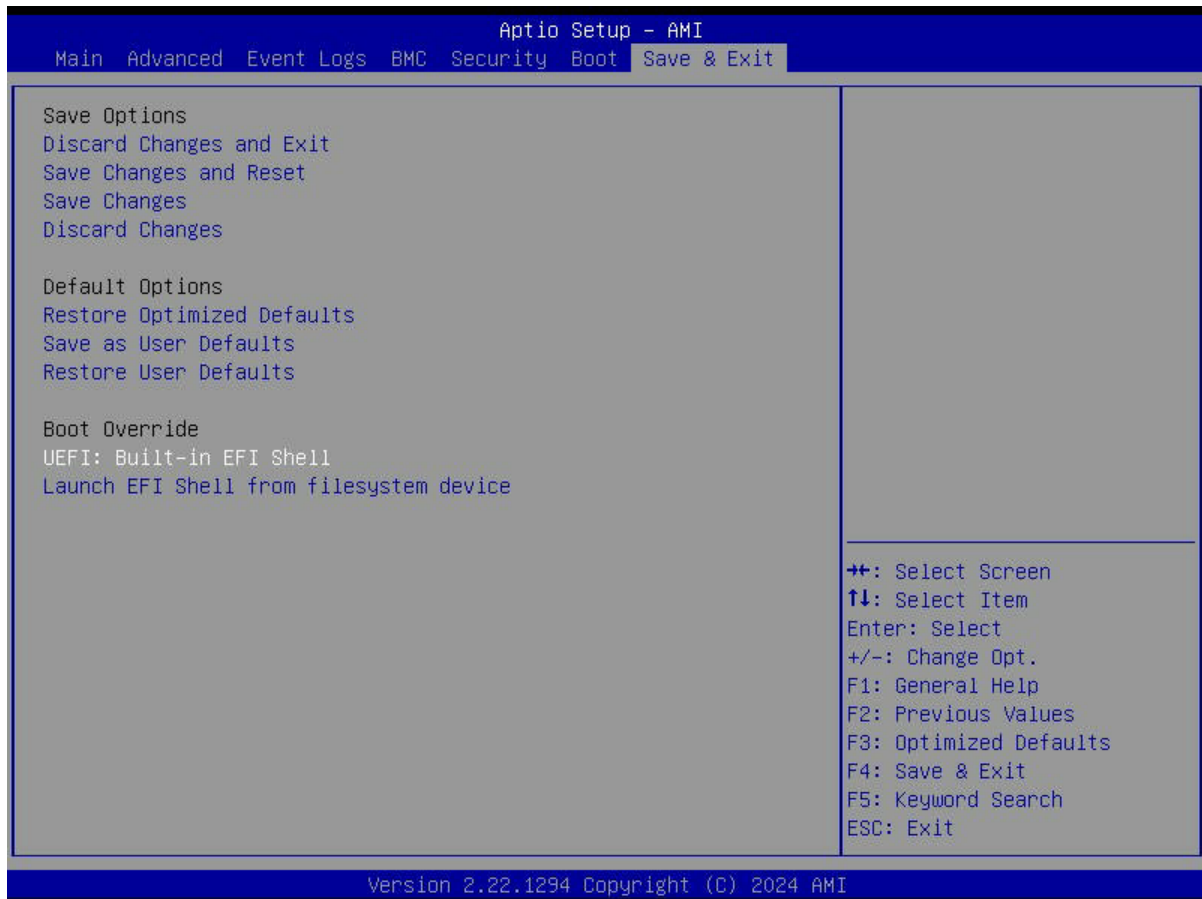 Aptio Setup - AMI
Main Advanced Event Logs BMC Security Boot Save & Exit
Save Options
Discard Changes and Exit
Save Changes and Reset
Save Changes
Discard Changes
Default Options
Restore Optimized Defaults
Save as User Defaults
Restore User Defaults
Boot Override
UEFI: Built-in EFI Shell
Launch EFI Shell from filesystem device
→←: Select Screen
↑↓: Select Item
Enter: Select
+/-: Change Opt.
F1: General Help
F2: Previous Values
F3: Optimized Defaults
F4: Save & Exit
F5: Keyword Search
ESC: Exit
Version 2.22.1294 Copyright (C) 2024 AMI